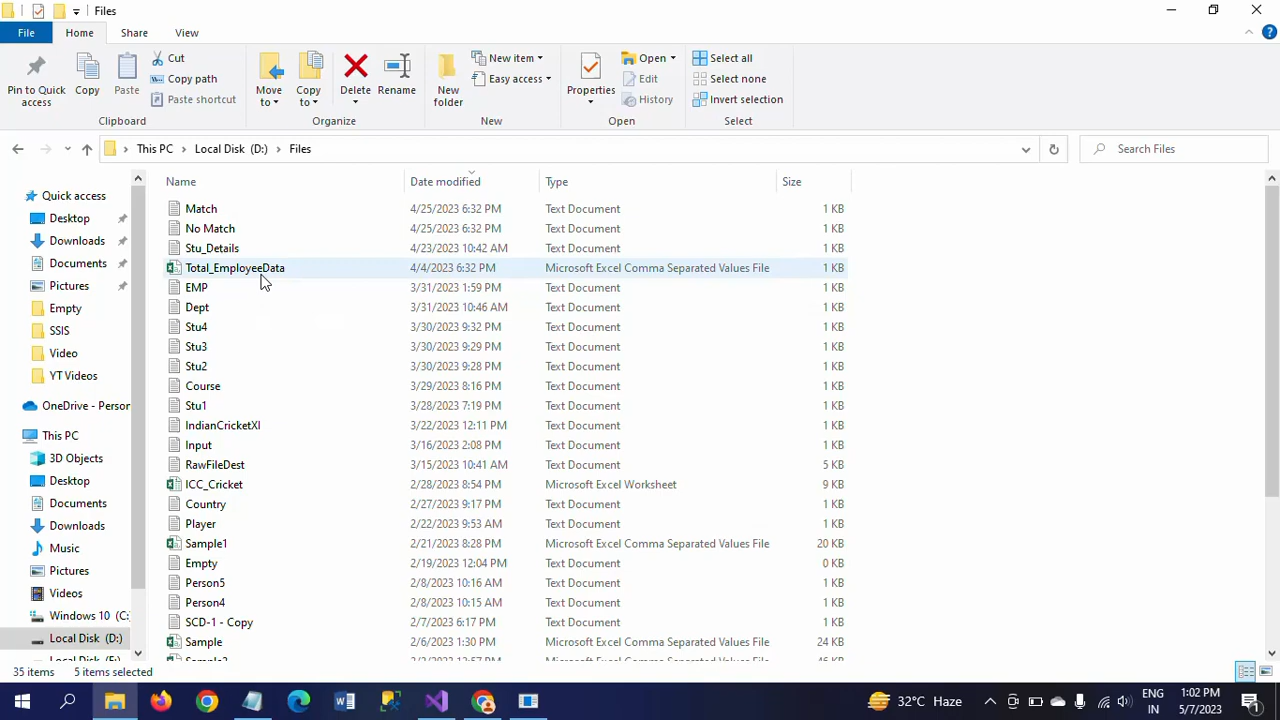 Files
File Home Share View
Pin to Quick access
Copy
Paste
Cut
Copy path
Paste shortcut
Clipboard
Move to
Copy to
Delete
Rename
Organize
New folder
New item
Easy access
New
Properties
Open
Edit
History
Open
Select all
Select none
Invert selection
Select
This PC > Local Disk (D:) > Files
Search Files
Quick access
Desktop
Downloads
Documents
Pictures
Empty
SSIS
Video
YT Videos
OneDrive - Person
This PC
3D Objects
Desktop
Documents
Downloads
Music
Pictures
Videos
Windows 10 (C:
Local Disk (D:)
Name Date modified Type Size
Match 4/25/2023 6:32 PM Text Document 1 KB
No Match 4/25/2023 6:32 PM Text Document 1 KB
Stu_Details 4/23/2023 10:42 AM Text Document 1 KB
Total_EmployeeData 4/4/2023 6:32 PM Microsoft Excel Comma Separated Values File 1 KB
EMP 3/31/2023 1:59 PM Text Document 1 KB
Dept 3/31/2023 10:46 AM Text Document 1 KB
Stu4 3/30/2023 9:32 PM Text Document 1 KB
Stu3 3/30/2023 9:29 PM Text Document 1 KB
Stu2 3/30/2023 9:28 PM Text Document 1 KB
Course 3/29/2023 8:16 PM Text Document 1 KB
Stu1 3/28/2023 7:19 PM Text Document 1 KB
IndianCricketXI 3/22/2023 12:11 PM Text Document 1 KB
Input 3/16/2023 2:08 PM Text Document 1 KB
RawFileDest 3/15/2023 10:41 AM Text Document 5 KB
ICC_Cricket 2/28/2023 8:54 PM Microsoft Excel Worksheet 9 KB
Country 2/27/2023 9:17 PM Text Document 1 KB
Player 2/22/2023 9:53 AM Text Document 1 KB
Sample1 2/21/2023 8:28 PM Microsoft Excel Comma Separated Values File 20 KB
Empty 2/19/2023 12:04 PM Text Document 0 KB
Person5 2/8/2023 10:16 AM Text Document 1 KB
Person4 2/8/2023 10:15 AM Text Document 1 KB
SCD-1 - Copy 2/7/2023 6:17 PM Text Document 1 KB
Sample 2/6/2023 1:30 PM Microsoft Excel Comma Separated Values File 24 KB
35 items 5 items selected
32°C Haze
ENG
IN
1:02 PM
5/7/2023
1